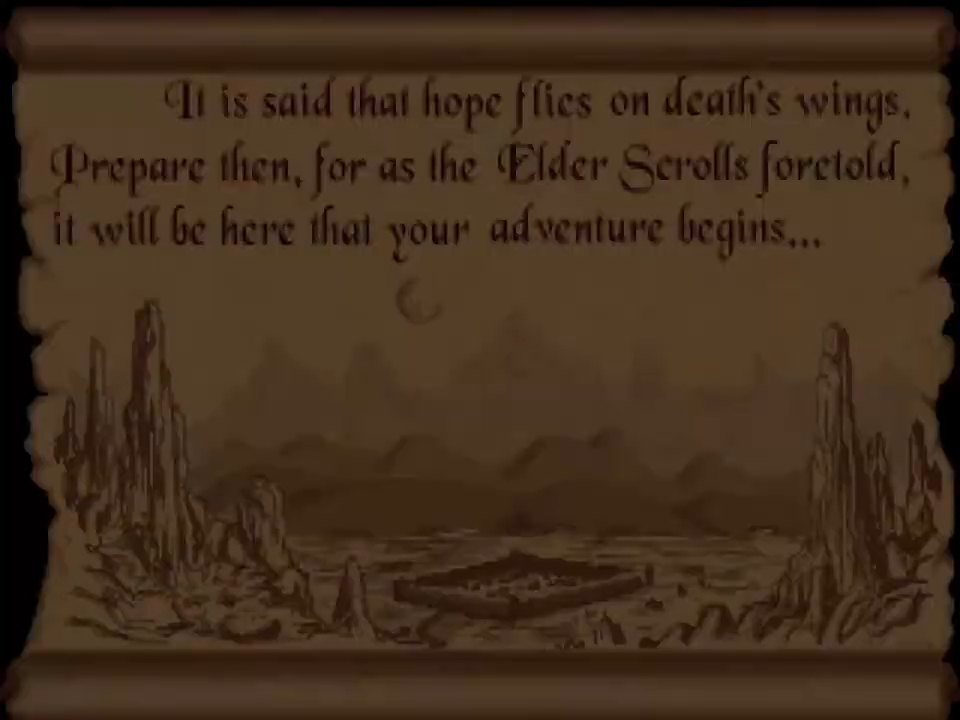 It is said that hope flies on death's wings.
Prepare then, for as the Elder Scrolls foretold,
it will be here that your adventure begins...